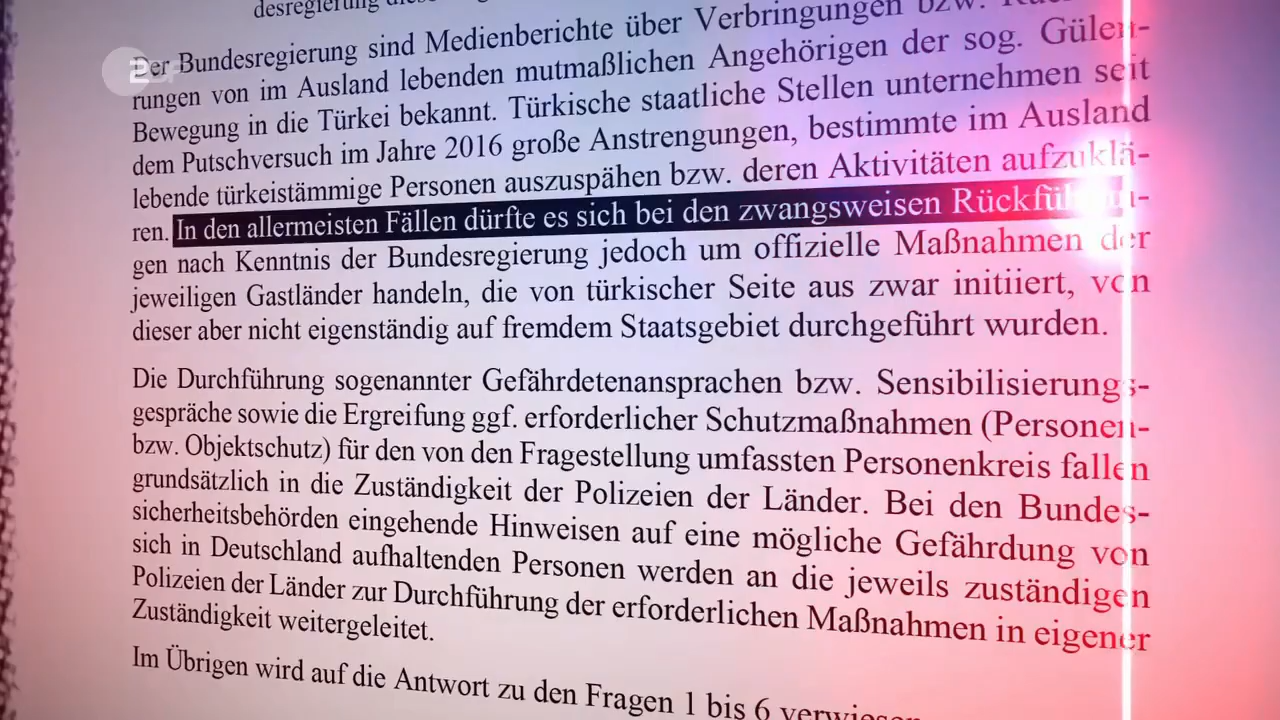 desregierung
Der Bundesregierung sind Medienberichte über Verbringungen bzw.
rungen von im Ausland lebenden mutmaßlichen Angehörigen der sog. Gülen-
Bewegung in die Türkei bekannt. Türkische staatliche Stellen unternehmen seit
dem Putschversuch im Jahre 2016 große Anstrengungen, bestimmte im Ausland
lebende türkeistämmige Personen auszuspähen bzw. deren Aktivitäten aufzuklä-
ren. In den allermeisten Fällen dürfte es sich bei den zwangsweisen Rückführun-
gen nach Kenntnis der Bundesregierung jedoch um offizielle Maßnahmen der
jeweiligen Gastländer handeln, die von türkischer Seite aus zwar initiiert, von
dieser aber nicht eigenständig auf fremdem Staatsgebiet durchgeführt wurden.
Die Durchführung sogenannter Gefährdetenansprachen bzw. Sensibilisierungs-
gespräche sowie die Ergreifung ggf. erforderlicher Schutzmaßnahmen (Personen-
bzw. Objektschutz) für den von den Fragestellung umfassten Personenkreis fallen
grundsätzlich in die Zuständigkeit der Polizeien der Länder. Bei den Bundes-
sicherheitsbehörden eingehende Hinweisen auf eine mögliche Gefährdung von
sich in Deutschland aufhaltenden Personen werden an die jeweils zuständigen
Polizeien der Länder zur Durchführung der erforderlichen Maßnahmen in eigener
Zuständigkeit weitergeleitet.
Im Übrigen wird auf die Antwort zu den Fragen 1 bis 6 verwiesen